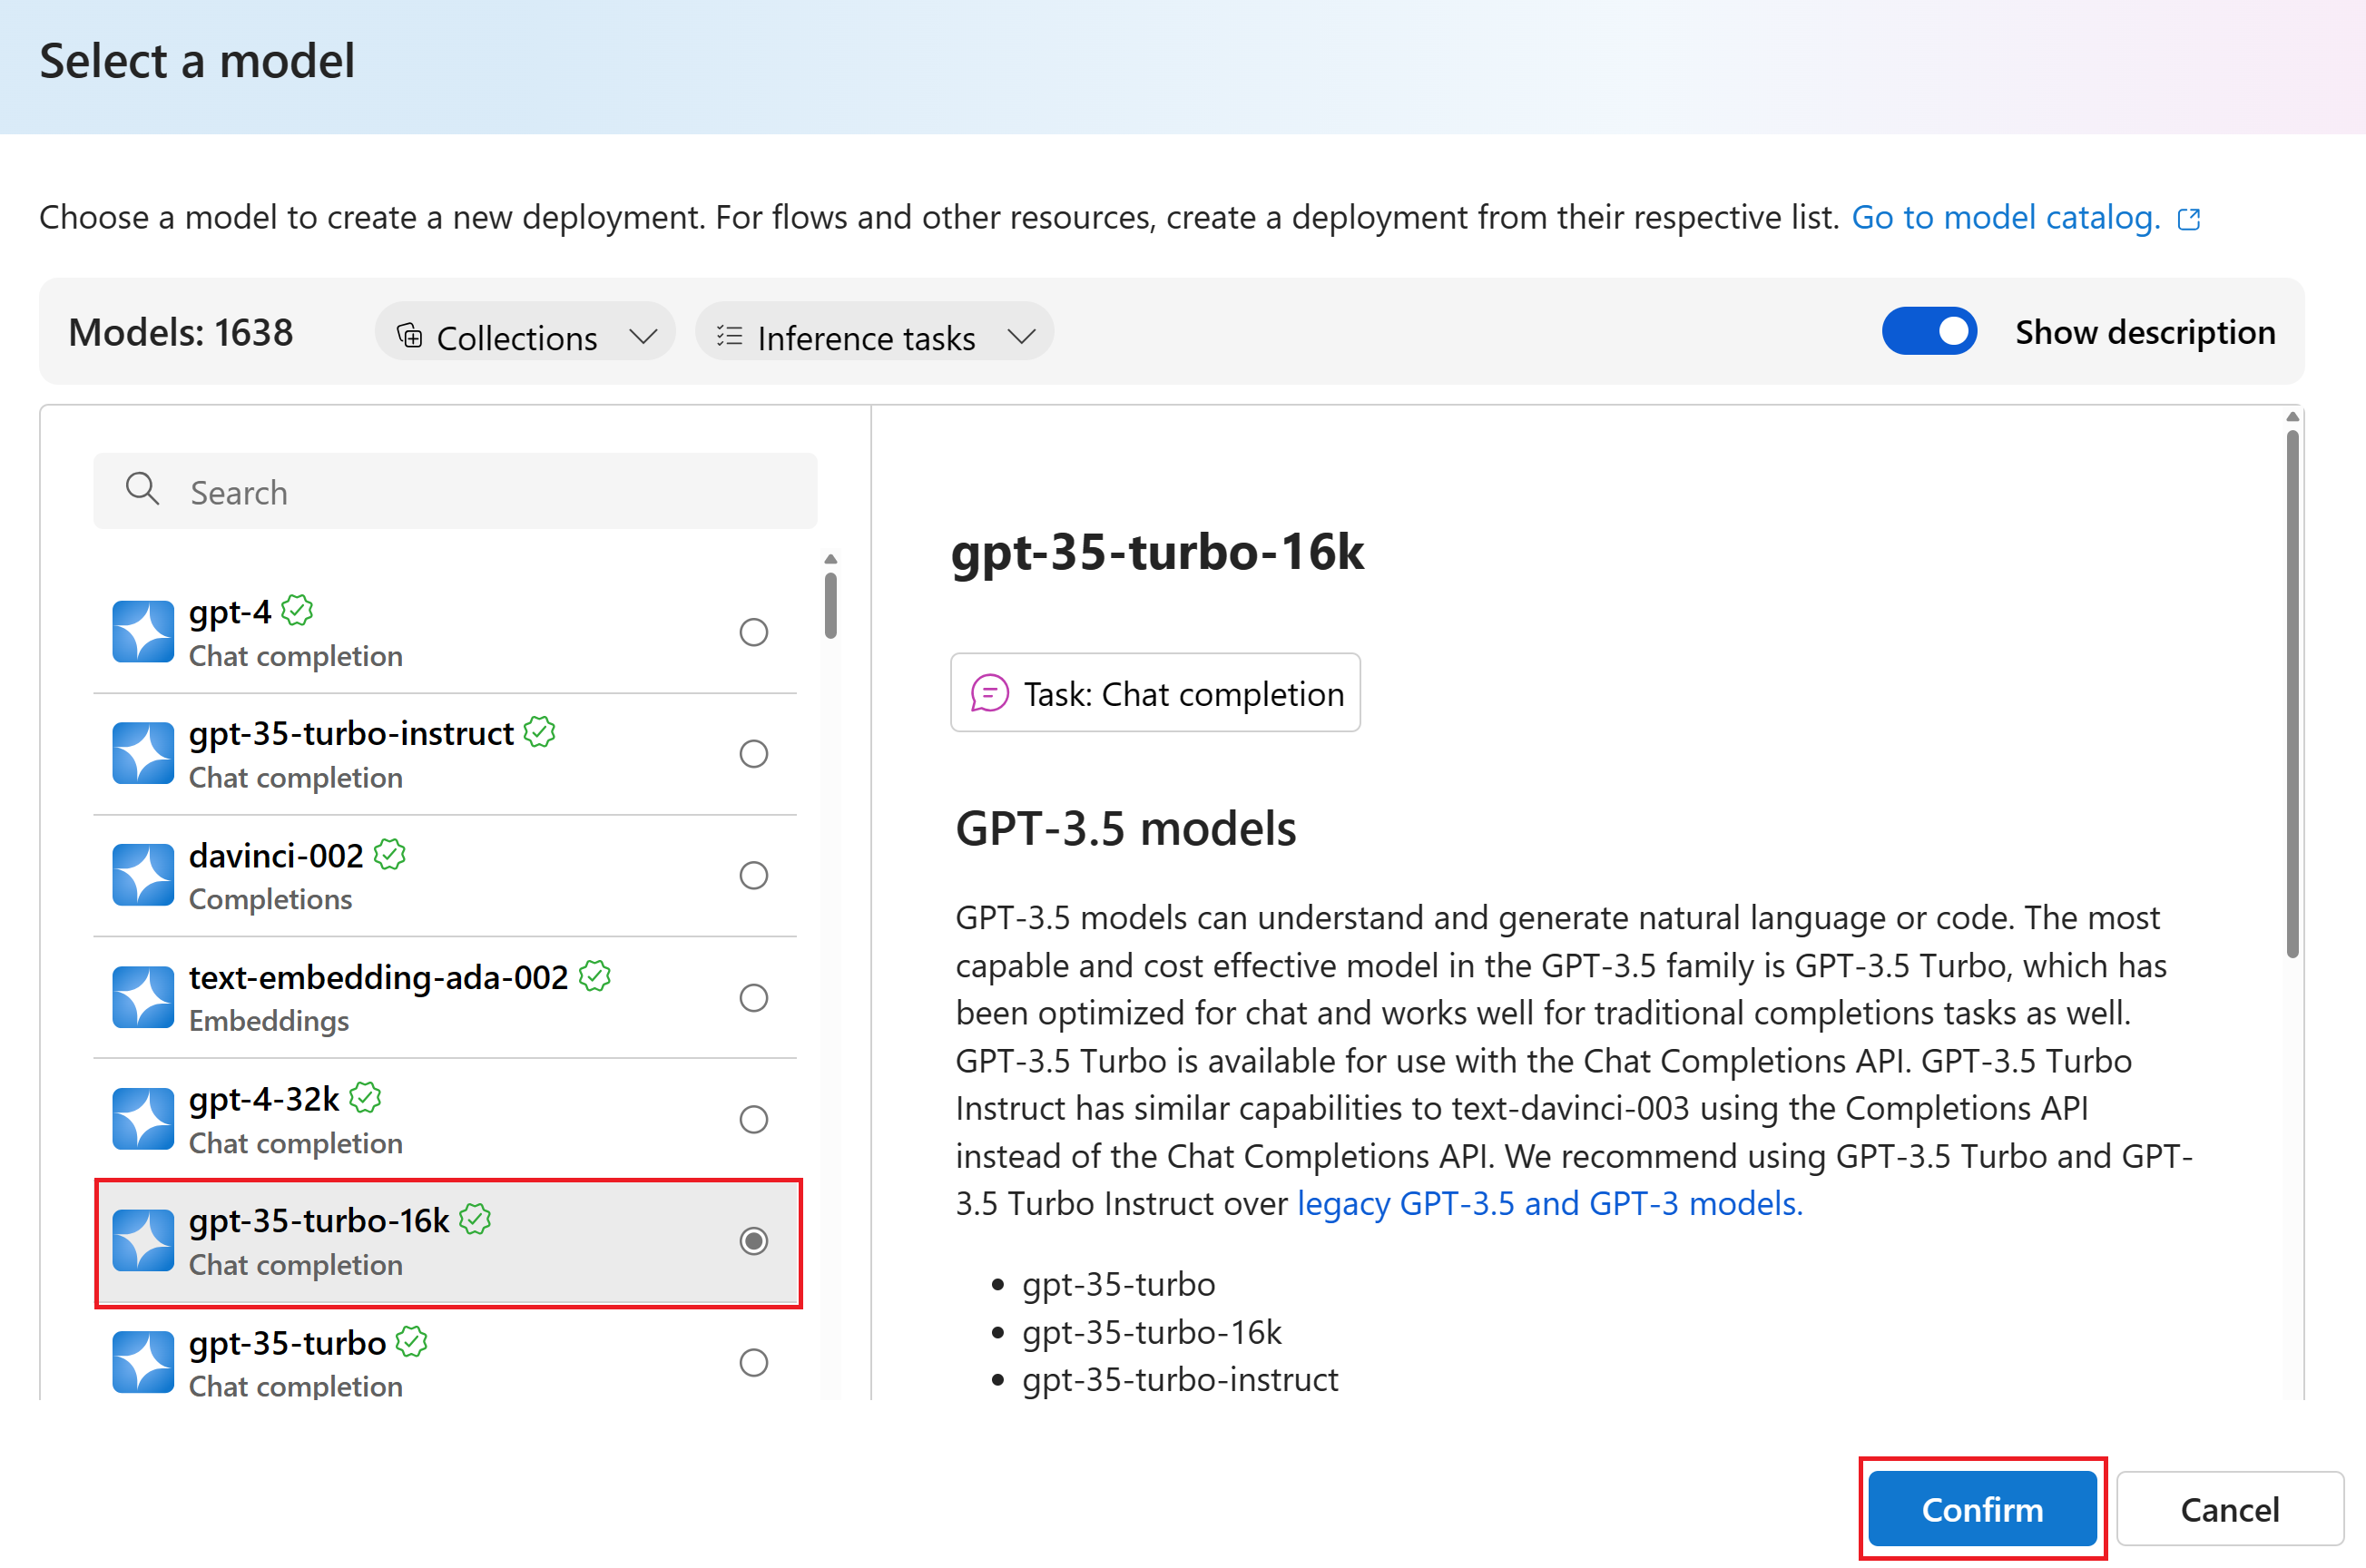 Select a model
Choose a model to create a new deployment. For flows and other resources, create a deployment from their respective list. Go to model catalog.
Models: 1638
Collections
Inference tasks
Show description
Search
gpt-4
Chat completion
gpt-35-turbo-instruct
Chat completion
davinci-002
Completions
text-embedding-ada-002
Embeddings
gpt-4-32k
Chat completion
gpt-35-turbo-16k
Chat completion
gpt-35-turbo
Chat completion
gpt-35-turbo-16k
Task: Chat completion
GPT-3.5 models
GPT-3.5 models can understand and generate natural language or code. The most
capable and cost effective model in the GPT-3.5 family is GPT-3.5 Turbo, which has
been optimized for chat and works well for traditional completions tasks as well.
GPT-3.5 Turbo is available for use with the Chat Completions API. GPT-3.5 Turbo
Instruct has similar capabilities to text-davinci-003 using the Completions API
instead of the Chat Completions API. We recommend using GPT-3.5 Turbo and GPT-
3.5 Turbo Instruct over legacy GPT-3.5 and GPT-3 models.
• gpt-35-turbo
• gpt-35-turbo-16k
• gpt-35-turbo-instruct
Confirm
Cancel